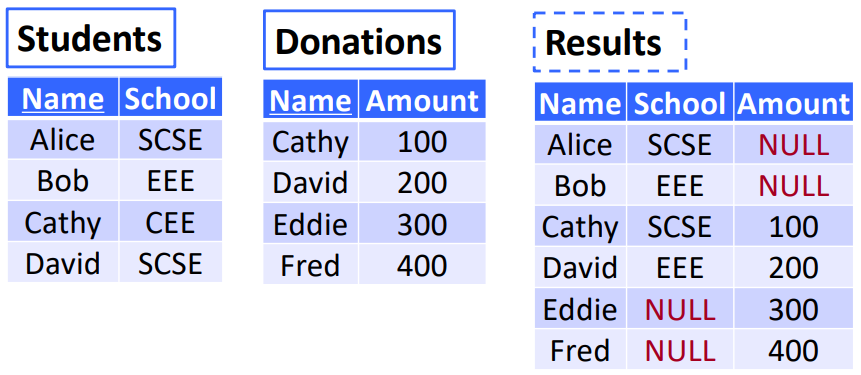 Students
Name School
Alice SCSE
Bob EEE
Cathy CEE
David SCSE
Donations
Name Amount
Cathy 100
David 200
Eddie 300
Fred 400
Results
Name School Amount
Alice SCSE NULL
Bob EEE NULL
Cathy SCSE 100
David EEE 200
Eddie NULL 300
Fred NULL 400